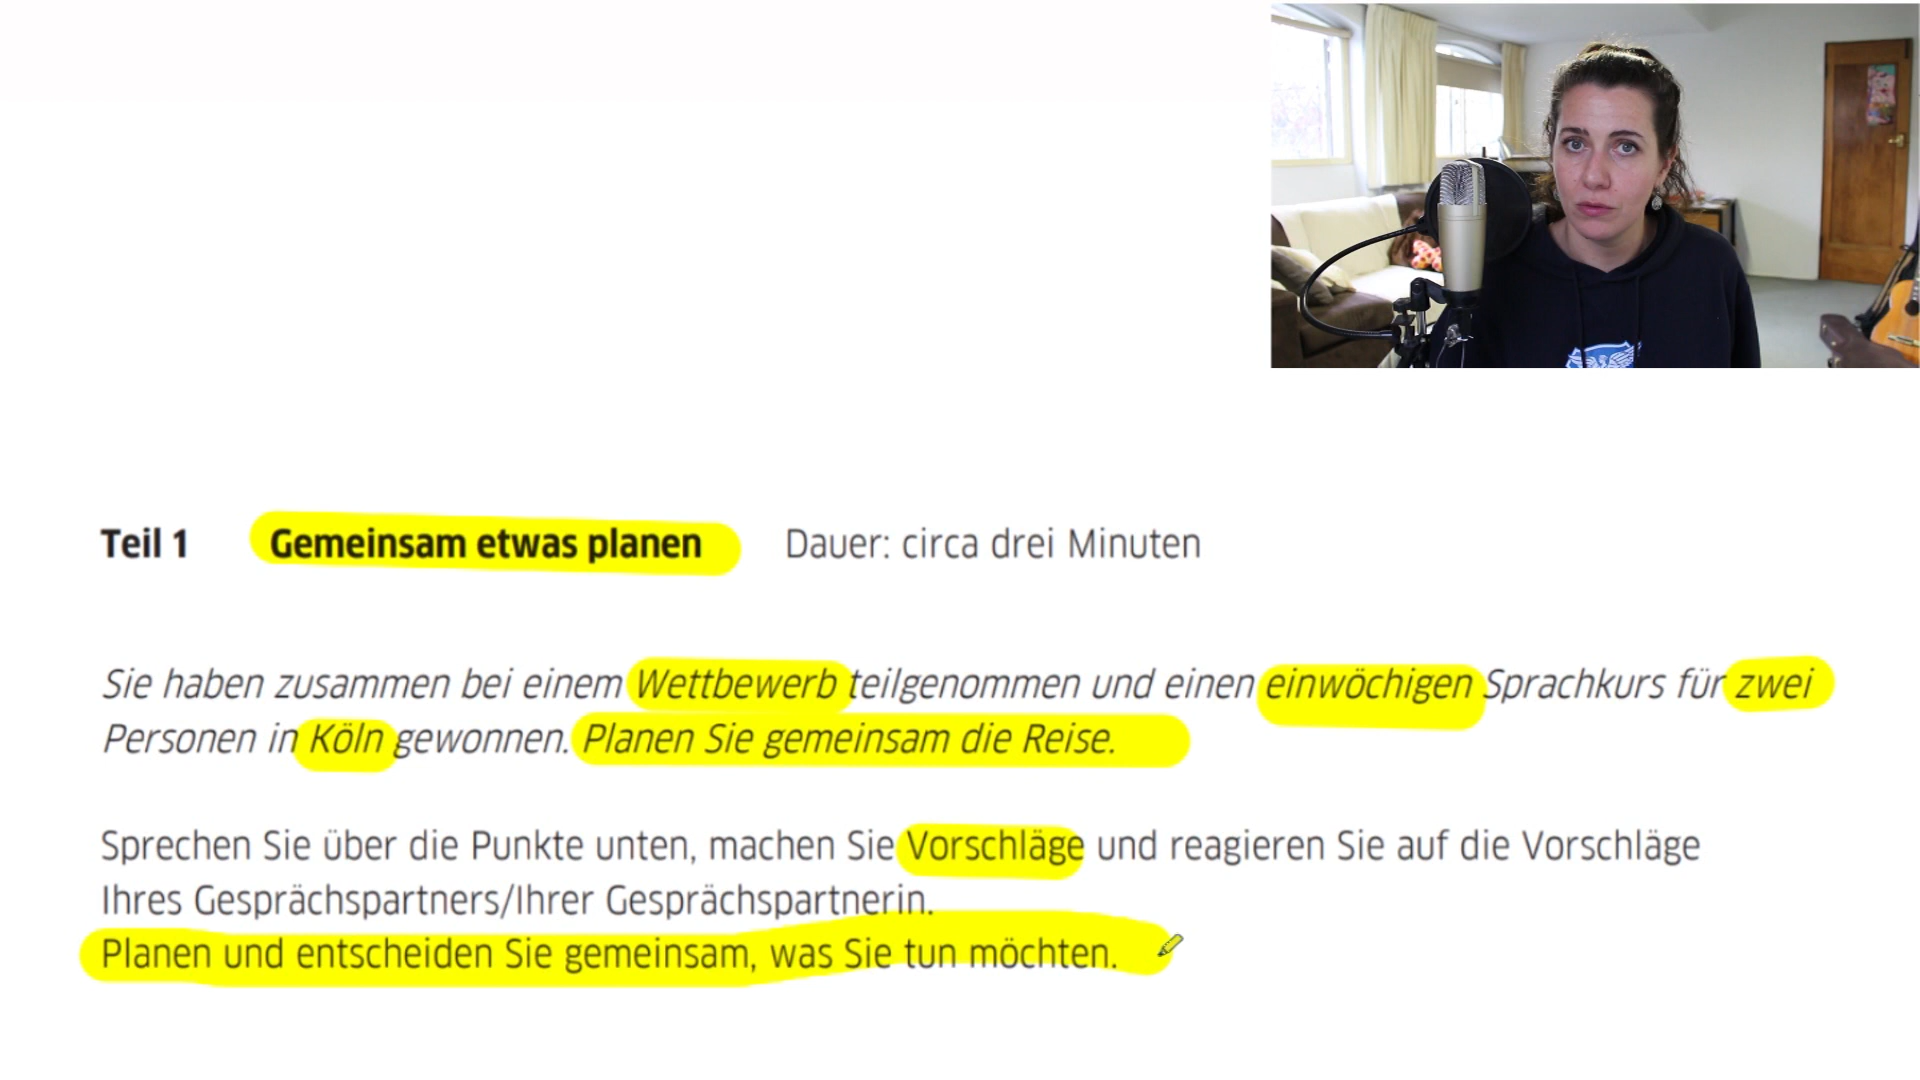 Teil 1 Gemeinsam etwas planen Dauer: circa drei Minuten
Sie haben zusammen bei einem Wettbewerb teilgenommen und einen einwöchigen Sprachkurs für zwei
Personen in Köln gewonnen. Planen Sie gemeinsam die Reise.
Sprechen Sie über die Punkte unten, machen Sie Vorschläge und reagieren Sie auf die Vorschläge
Ihres Gesprächspartners/Ihrer Gesprächspartnerin.
Planen und entscheiden Sie gemeinsam, was Sie tun möchten.